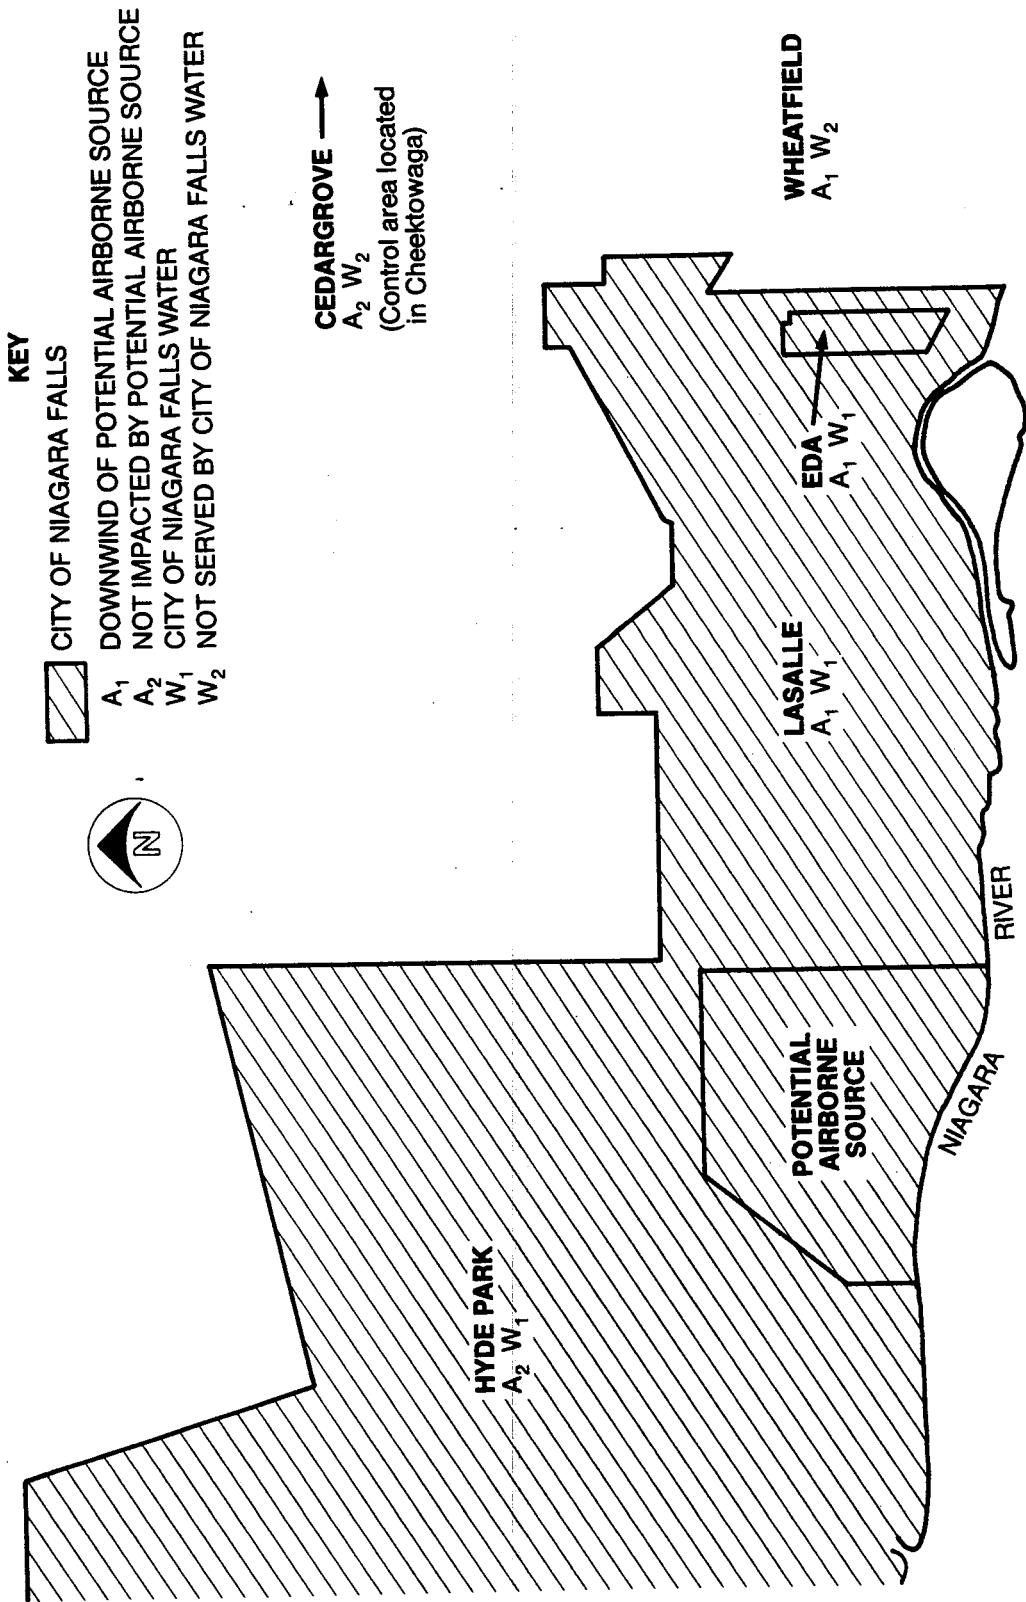 KEY
CITY OF NIAGARA FALLS
A₁ DOWNWIND OF POTENTIAL AIRBORNE SOURCE
A₂ NOT IMPACTED BY POTENTIAL AIRBORNE SOURCE
W₁ CITY OF NIAGARA FALLS WATER
W₂ NOT SERVED BY CITY OF NIAGARA FALLS WATER
N
CEDARGROVE
A₂ W₂
(Control area located
in Cheektowaga)
HYDE PARK
A₂ W₁
POTENTIAL
AIRBORNE
SOURCE
LASALLE
A₁ W₁
EDA
A₁ W₁
WHEATFIELD
A₁ W₂
NIAGARA
RIVER